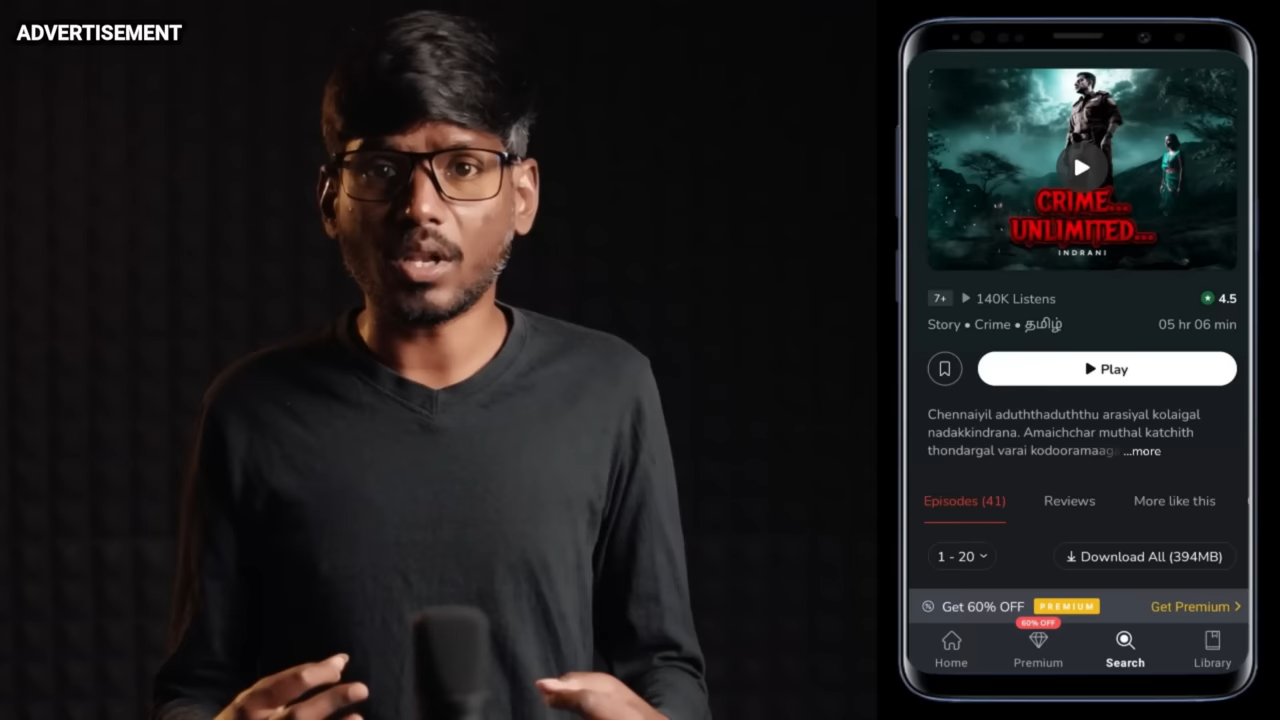 ADVERTISEMENT
CRIME...
UNLIMITED...
INDRANI
7+ 140K Listens 4.5
Story • Crime • தமிழ் 05 hr 06 min
Play
Chennaiyil aduththaduththu arasiyal kolaigal
nadakkindrana. Amaichchar muthal katchith
thondargal varai kodooramaaga ...more
Episodes (41) Reviews More like this
1 - 20 Download All (394MB)
Get 60% OFF PREMIUM Get Premium
60% OFF
Home Premium Search Library